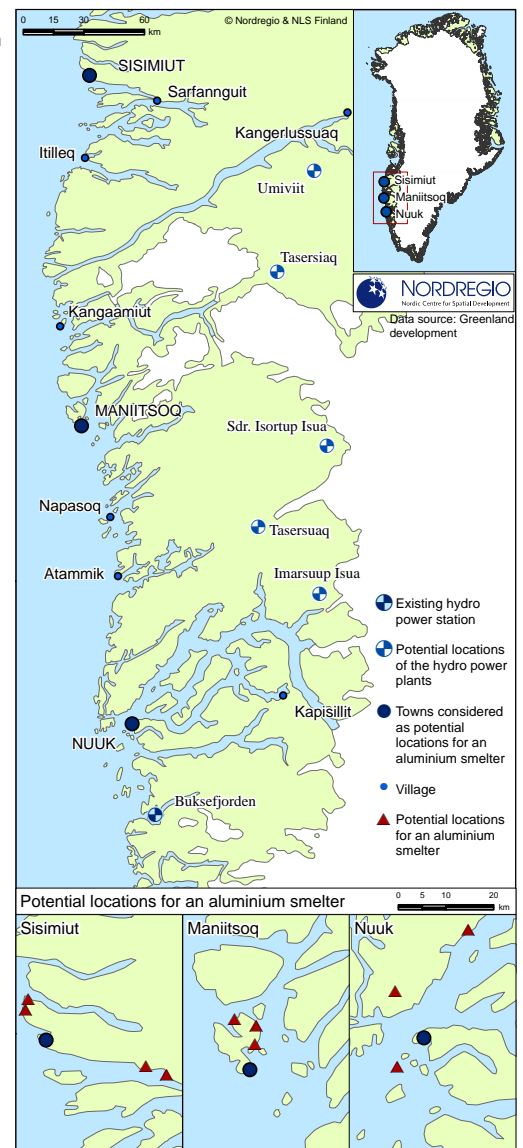 0 15 30 60
km
© Nordregio & NLS Finland
SISIMIUT
Sarfannguit
Kangerlussuaq
Itilleq
Umiviit
Sisimiut
Maniitsoq
Nuuk
Tasersiaq
NORDREGIO
Nordic Centre for Spatial Development
Data source: Greenland
development
Kangaamiut
MANIITSOQ
Sdr. Isortup Isua
Napasoq
Tasersuaq
Atammik
Imarsuup Isua
Existing hydro
power station
Potential locations
of the hydro power
plants
Kapisillit
Towns considered
as potential
locations for an
aluminium smelter
NUUK
Village
Buksefjorden
Potential locations
for an aluminium
smelter
Potential locations for an aluminium smelter
0 5 10 20
km
Sisimiut
Maniitsoq
Nuuk